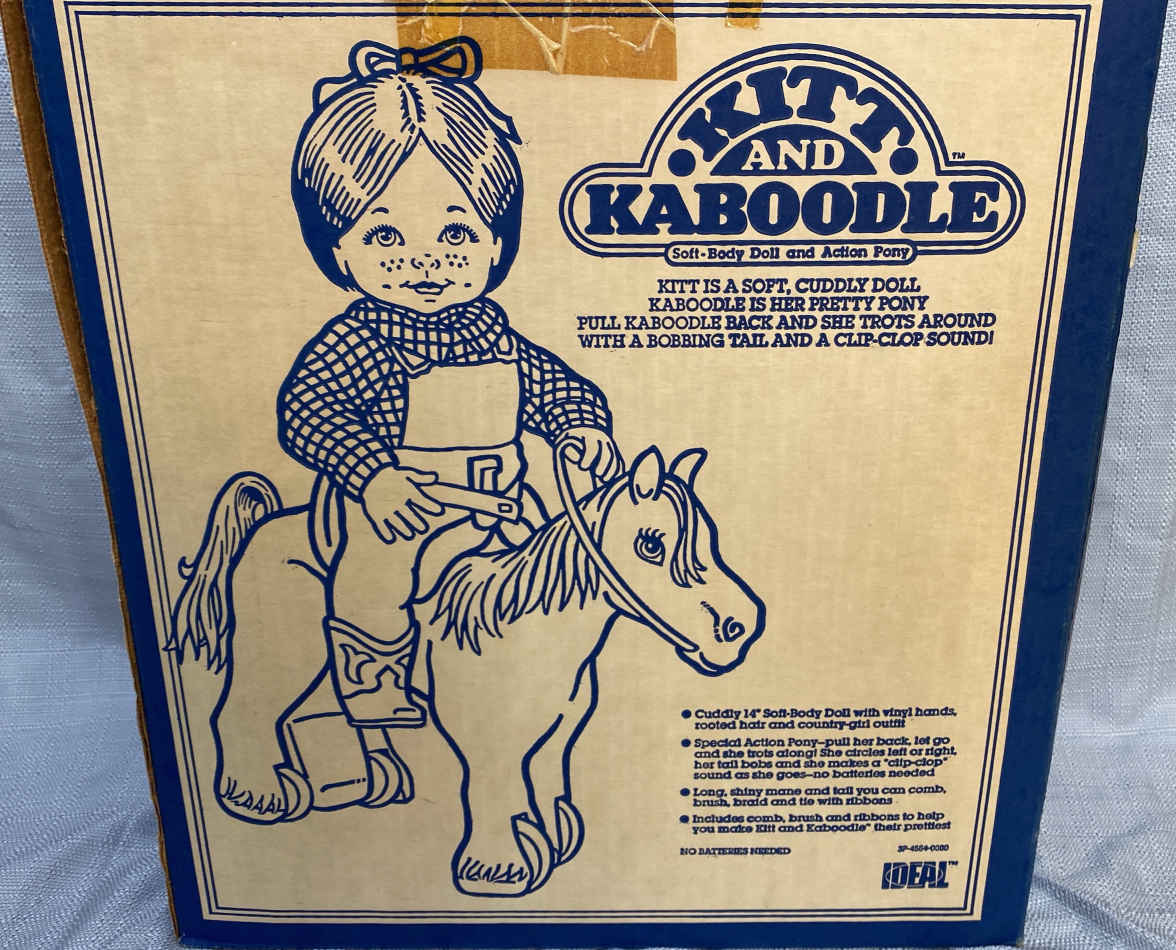 KITT
AND
KABOODLE™
Soft-Body Doll and Action Pony
KITT IS A SOFT, CUDDLY DOLL
KABOODLE IS HER PRETTY PONY
PULL KABOODLE BACK AND SHE TROTS AROUND
WITH A BOBBING TAIL AND A CLIP-CLOP SOUND!
• Cuddly 14" Soft-Body Doll with vinyl hands,
rooted hair and country-girl outfit
• Special Action Pony—pull her back, let go
and she trots along! She circles left or right,
her tail bobs and she makes a "clip-clop"
sound as she goes—no batteries needed
• Long, shiny mane and tail you can comb,
brush, braid and tie with ribbons
• Includes comb, brush and ribbons to help
you make Kitt and Kaboodle™ their prettiest
NO BATTERIES NEEDED
IDEAL™